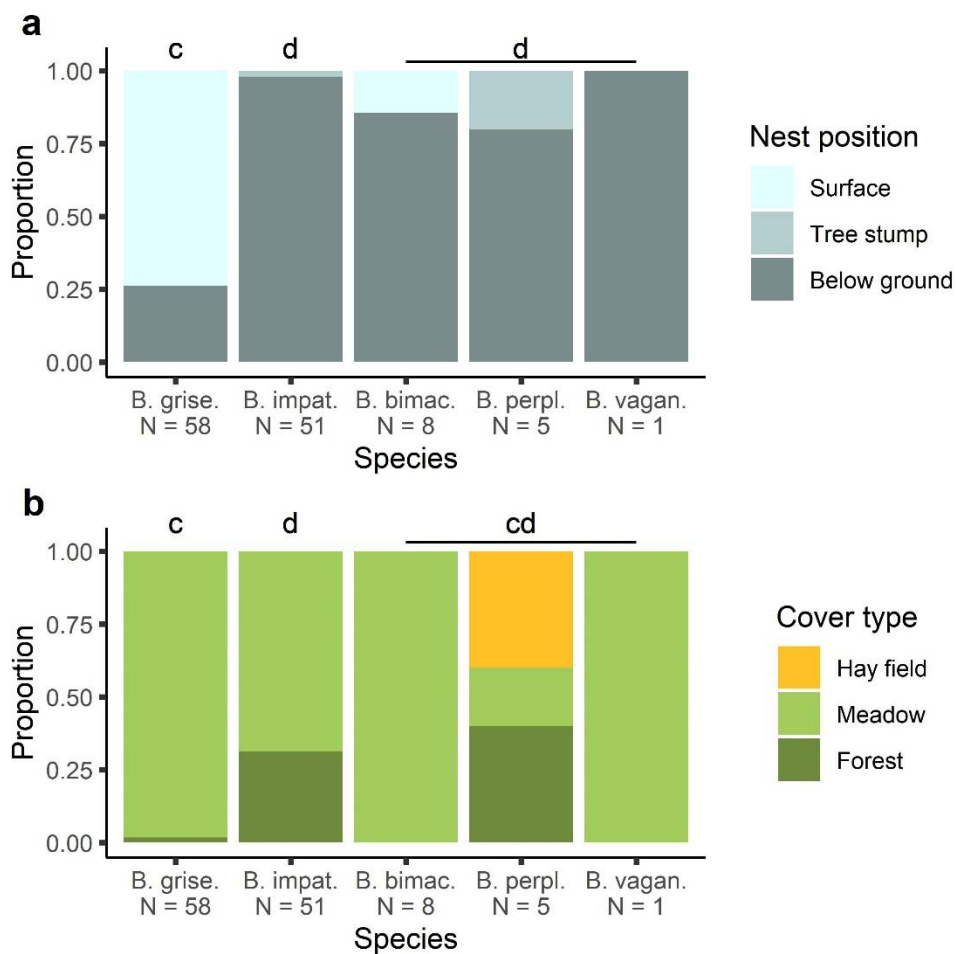 a
c d d
1.00
0.75
0.50
0.25
0.00
Proportion
B. grise. B. impat. B. bimac. B. perpl. B. vagan.
N = 58 N = 51 N = 8 N = 5 N = 1
Species
Nest position
Surface
Tree stump
Below ground
b
c d cd
1.00
0.75
0.50
0.25
0.00
Proportion
B. grise. B. impat. B. bimac. B. perpl. B. vagan.
N = 58 N = 51 N = 8 N = 5 N = 1
Species
Cover type
Hay field
Meadow
Forest